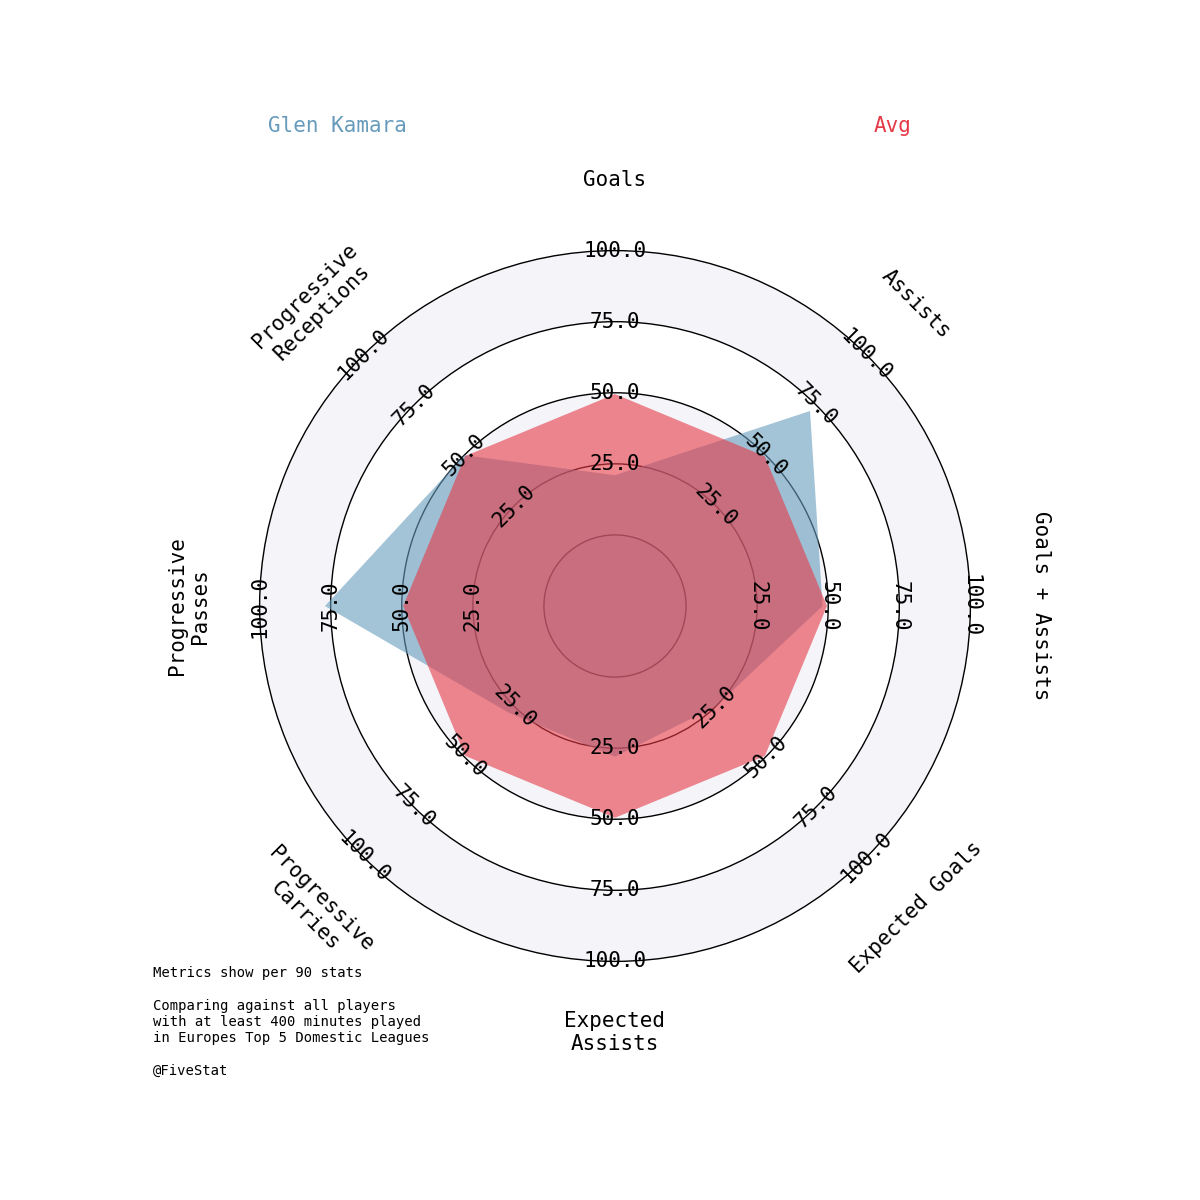 Glen Kamara
Avg
Goals
Assists
Goals + Assists
Expected Goals
Expected
Assists
Progressive
Carries
Progressive
Passes
Progressive
Receptions
100.0
75.0
50.0
25.0
100.0
75.0
50.0
25.0
25.0
50.0
75.0
100.0
25.0
50.0
75.0
100.0
25.0
50.0
75.0
100.0
25.0
50.0
75.0
100.0
100.0
75.0
50.0
25.0
100.0
75.0
50.0
25.0
Metrics show per 90 stats
Comparing against all players
with at least 400 minutes played
in Europes Top 5 Domestic Leagues
@FiveStat